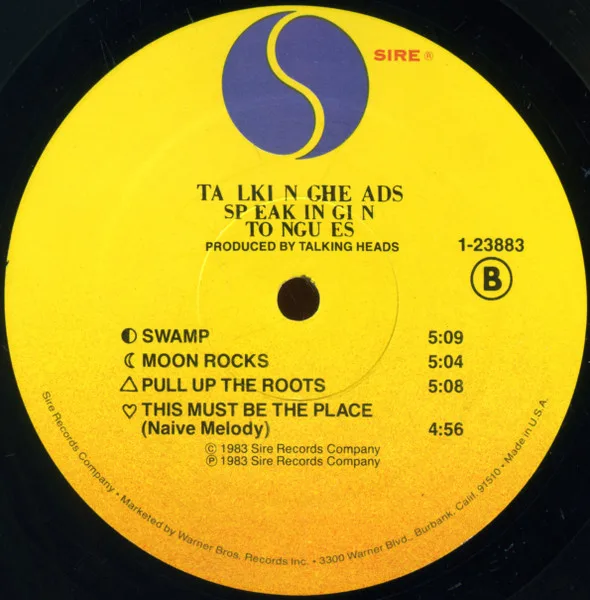 SIRE ®
TA LKI N GHE ADS
SP EAK IN GI N
TO NGU ES
PRODUCED BY TALKING HEADS
1-23883
B
SWAMP 5:09
MOON ROCKS 5:04
PULL UP THE ROOTS 5:08
THIS MUST BE THE PLACE
(Naive Melody) 4:56
© 1983 Sire Records Company
℗ 1983 Sire Records Company
Sire Records Company • Marketed by Warner Bros. Records Inc. • 3300 Warner Blvd., Burbank, Calif. 91510 • Made in U.S.A.